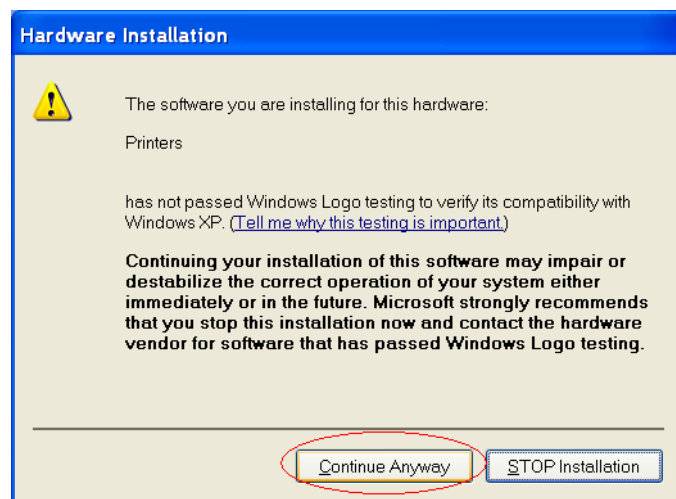 Hardware Installation
The software you are installing for this hardware:
Printers
has not passed Windows Logo testing to verify its compatibility with
Windows XP. (Tell me why this testing is important.)
Continuing your installation of this software may impair or
destabilize the correct operation of your system either
immediately or in the future. Microsoft strongly recommends
that you stop this installation now and contact the hardware
vendor for software that has passed Windows Logo testing.
Continue Anyway
STOP Installation